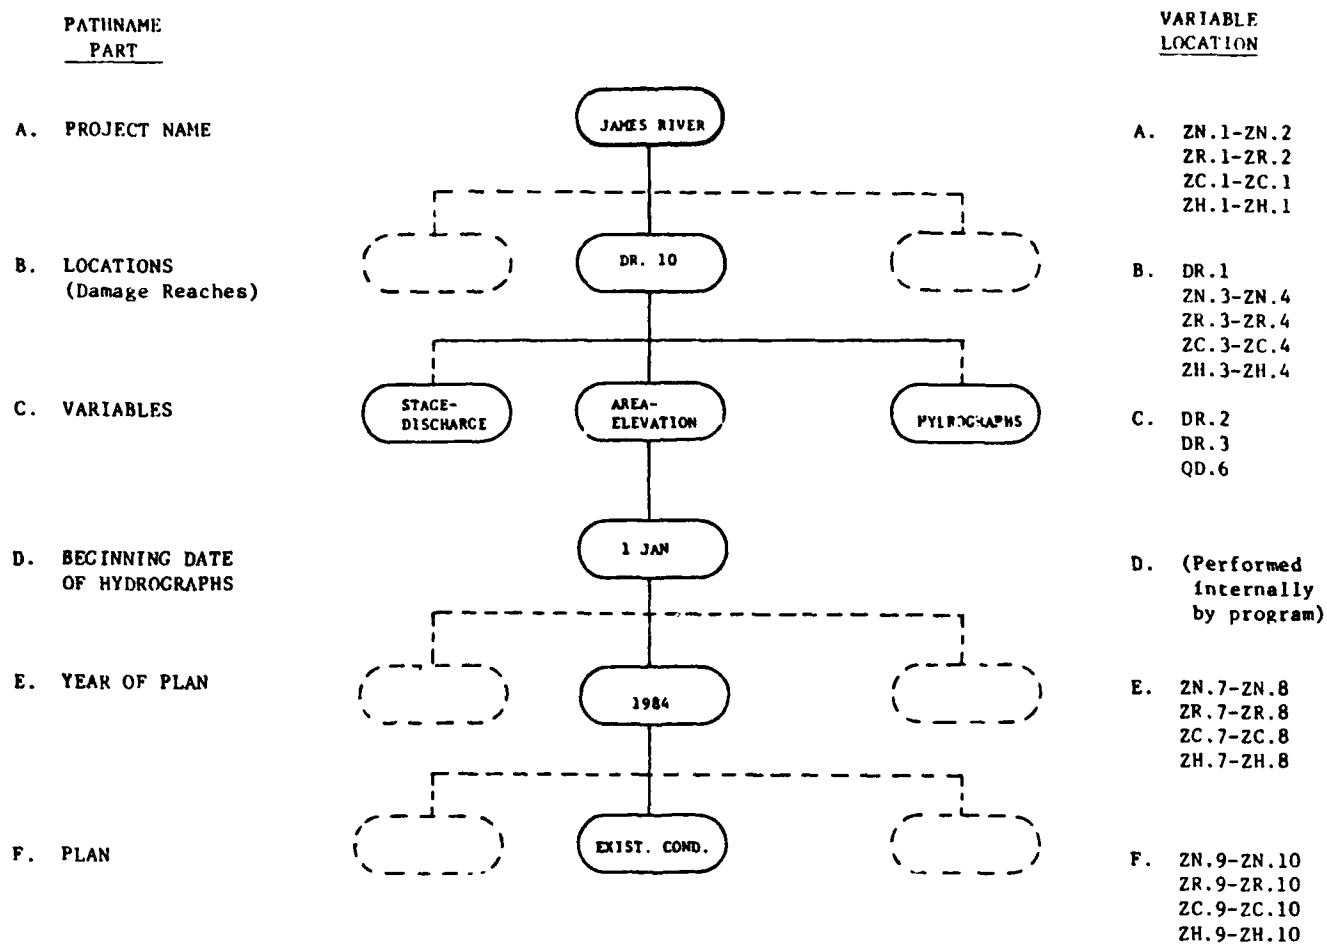 PATHNAME
PART
VARIABLE
LOCATION
A. PROJECT NAME
JAMES RIVER
A. ZN.1-ZN.2
ZR.1-ZR.2
ZC.1-ZC.1
ZH.1-ZH.1
B. LOCATIONS
(Damage Reaches)
DR. 10
B. DR.1
ZN.3-ZN.4
ZR.3-ZR.4
ZC.3-ZC.4
ZH.3-ZH.4
C. VARIABLES
STAGE-
DISCHARGE
AREA-
ELEVATION
C. DR.2
DR.3
QD.6
D. BEGINNING DATE
OF HYDROGRAPHS
1 JAN
D. (Performed
internally
by program)
E. YEAR OF PLAN
1984
E. ZN.7-ZN.8
ZR.7-ZR.8
ZC.7-ZC.8
ZH.7-ZH.8
F. PLAN
EXIST. COND.
F. ZN.9-ZN.10
ZR.9-ZR.10
ZC.9-ZC.10
ZH.9-ZH.10